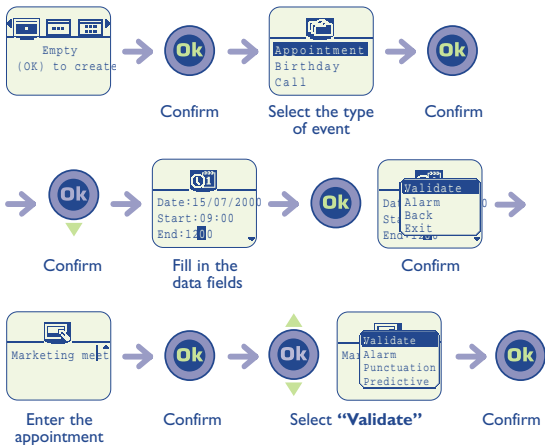 Empty
(OK) to create
Ok
Appointment
Birthday
Call
Ok
Confirm
Select the type
of event
Confirm
Ok
Date:15/07/2000
Start:09:00
End:1200
Ok
Validate
Alarm
Back
Exit
Confirm
Fill in the
data fields
Confirm
Marketing meet
Ok
Ok
Validate
Alarm
Punctuation
Predictive
Ok
Enter the
appointment
Confirm
Select “Validate”
Confirm